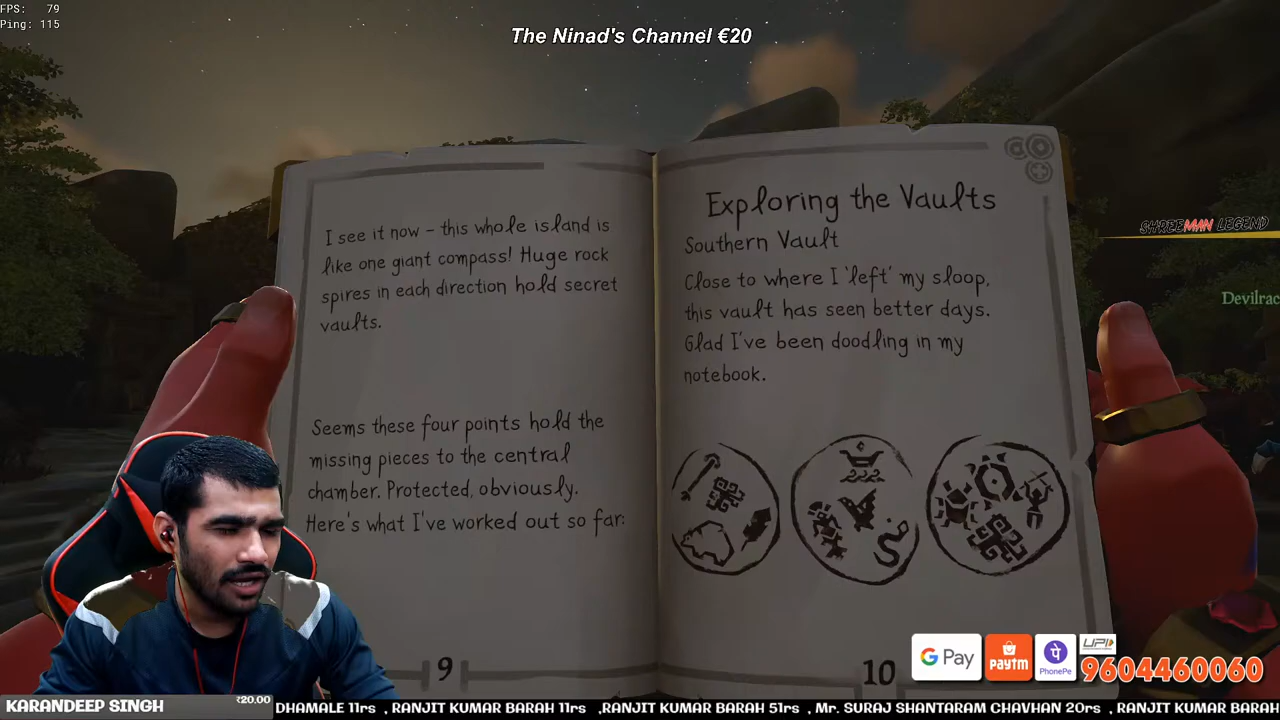 FPS: 79
Ping: 115
The Ninad's Channel €20
I see it now - this whole island is
like one giant compass! Huge rock
spires in each direction hold secret
vaults.
Seems these four points hold the
missing pieces to the central
chamber. Protected, obviously.
Here's what I've worked out so far:
9
Exploring the Vaults
Southern Vault
Close to where I 'left' my sloop,
this vault has seen better days.
Glad I've been doodling in my
notebook.
10
SHREEMAN LEGEND
Devilrac
G Pay
paytm
PhonePe
UPI
9604460060
KARANDEEP SINGH ₹20.00
DHAMALE 11rs , RANJIT KUMAR BARAH 11rs ,RANJIT KUMAR BARAH 51rs , Mr. SURAJ SHANTARAM CHAVHAN 20rs , RANJIT KUMAR BARAH